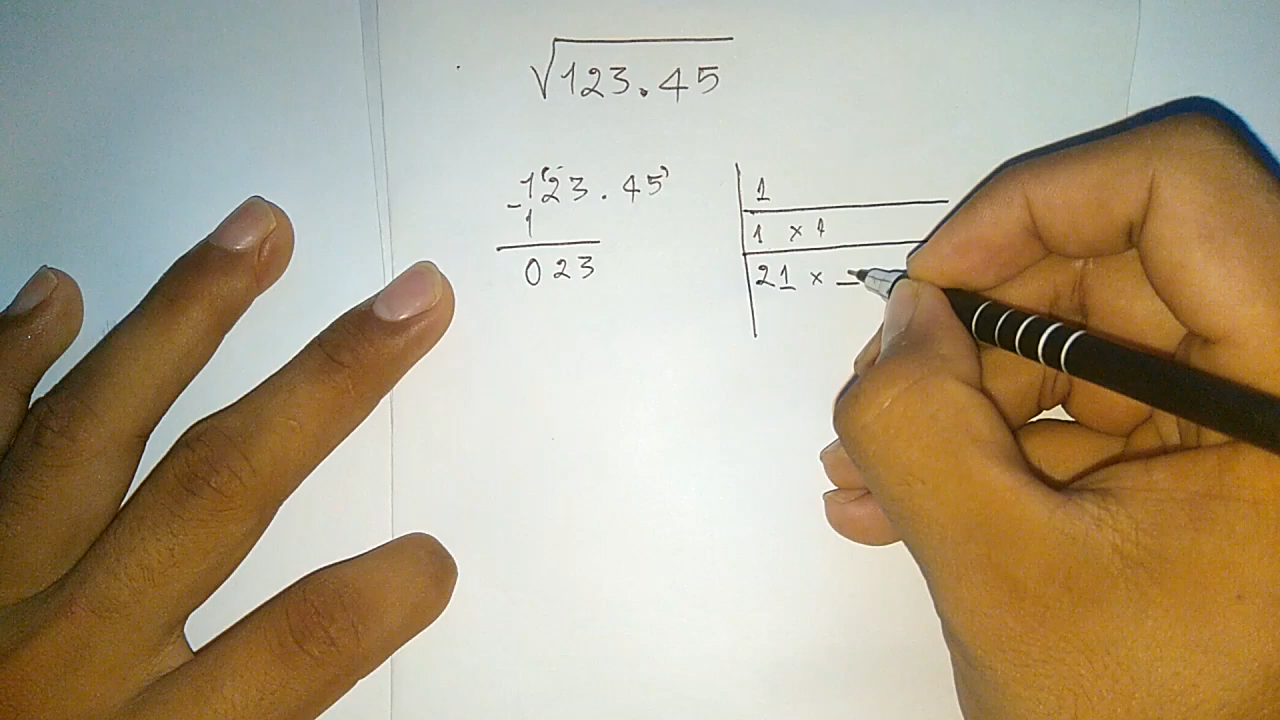 √123.45
-123.45
1
023
1
1 × 1
21 × _